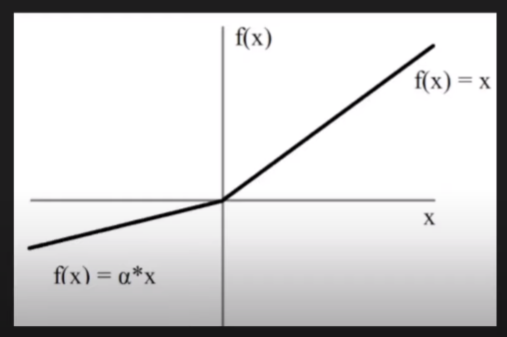 f(x)
f(x) = x
x
f(x) = α*x